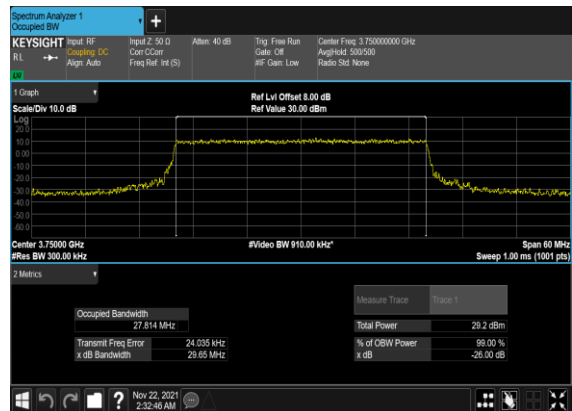 Spectrum Analyzer 1
Occupied BW
KEYSIGHT
R L
Input: RF
Coupling: DC
Align: Auto
Input Z: 50 Ω
Corr CCorr
Freq Ref: Int (S)
Atten: 40 dB
Trig: Free Run
Gate: Off
#IF Gain: Low
Center Freq: 3.750000000 GHz
Avg|Hold: 500/500
Radio Std: None
1 Graph
Scale/Div 10.0 dB
Ref Lvl Offset 8.00 dB
Ref Value 30.00 dBm
Log
20.0
10.0
0.00
-10.0
-20.0
-30.0
-40.0
-50.0
-60.0
Center 3.75000 GHz
#Res BW 300.00 kHz
#Video BW 910.00 kHz*
Span 60 MHz
Sweep 1.00 ms (1001 pts)
2 Metrics
Measure Trace
Trace 1
Occupied Bandwidth
27.814 MHz
Total Power
29.2 dBm
Transmit Freq Error
24.035 kHz
% of OBW Power
99.00 %
x dB Bandwidth
29.65 MHz
x dB
-26.00 dB
?
Nov 22, 2021
2:32:46 AM